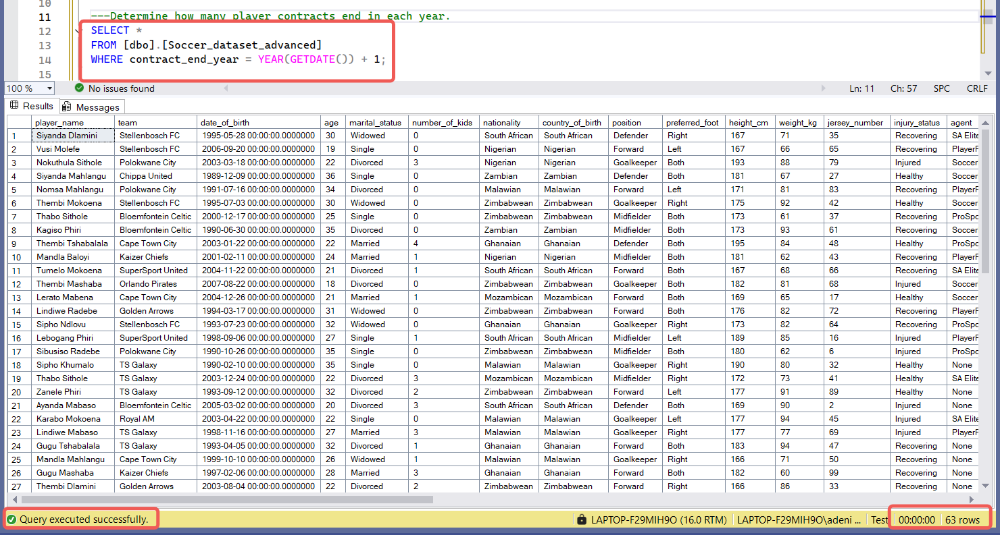 10
11 ---Determine how many player contracts end in each year.
12 SELECT *
13 FROM [dbo].[Soccer_dataset_advanced]
14 WHERE contract_end_year = YEAR(GETDATE()) + 1;
15
100 % No issues found Ln: 11 Ch: 57 SPC CRLF
Results Messages
player_name team date_of_birth age marital_status number_of_kids nationality country_of_birth position preferred_foot height_cm weight_kg jersey_number injury_status agent
1 Siyanda Dlamini Stellenbosch FC 1995-05-28 00:00:00.0000000 30 Widowed 0 South African South African Defender Right 167 71 35 Recovering SA Elite
2 Vusi Molefe Stellenbosch FC 2006-09-20 00:00:00.0000000 19 Single 0 Nigerian Nigerian Forward Left 167 66 65 Recovering PlayerF
3 Nokuthula Sithole Polokwane City 2003-03-18 00:00:00.0000000 22 Divorced 3 Nigerian Nigerian Goalkeeper Both 193 88 79 Injured Soccer
4 Siyanda Mahlangu Chippa United 1989-12-09 00:00:00.0000000 36 Single 0 Zambian Zambian Defender Both 181 67 27 Healthy Soccer
5 Nomsa Mahlangu Polokwane City 1991-07-16 00:00:00.0000000 34 Divorced 0 Malawian Malawian Forward Left 171 81 83 Recovering PlayerF
6 Thembi Mokoena Stellenbosch FC 1995-07-03 00:00:00.0000000 30 Widowed 0 Zimbabwean Zimbabwean Goalkeeper Right 175 92 42 Healthy Soccer
7 Thabo Sithole Bloemfontein Celtic 2000-12-17 00:00:00.0000000 25 Single 0 Zimbabwean Zimbabwean Midfielder Both 173 61 37 Recovering ProSpo
8 Kagiso Phiri Bloemfontein Celtic 1990-06-30 00:00:00.0000000 35 Divorced 0 Zambian Zambian Midfielder Both 173 93 61 Recovering Soccer
9 Thembi Tshabalala Cape Town City 2003-01-22 00:00:00.0000000 22 Married 4 Ghanaian Ghanaian Defender Both 195 84 48 Healthy ProSpo
10 Mandla Baloyi Kaizer Chiefs 2001-02-11 00:00:00.0000000 24 Married 1 Nigerian Nigerian Midfielder Both 181 62 43 Recovering PlayerF
11 Tumelo Mokoena SuperSport United 2004-11-22 00:00:00.0000000 21 Divorced 1 South African South African Forward Both 167 68 66 Recovering SA Elite
12 Thembi Mashaba Orlando Pirates 2007-08-22 00:00:00.0000000 18 Divorced 0 Zimbabwean Zimbabwean Goalkeeper Both 182 81 68 Injured Soccer
13 Lerato Mabena Cape Town City 2004-12-26 00:00:00.0000000 21 Married 1 Mozambican Mozambican Forward Both 169 65 17 Healthy Soccer
14 Lindiwe Radebe Golden Arrows 1994-03-17 00:00:00.0000000 31 Widowed 0 Zimbabwean Zimbabwean Forward Both 176 82 72 Recovering PlayerF
15 Sipho Ndlovu Stellenbosch FC 1993-07-23 00:00:00.0000000 32 Widowed 0 Ghanaian Ghanaian Goalkeeper Right 173 82 64 Recovering ProSpo
16 Lebogang Phiri SuperSport United 1998-09-06 00:00:00.0000000 27 Single 1 South African South African Midfielder Left 189 85 16 Injured PlayerF
17 Sibusiso Radebe Polokwane City 1990-10-26 00:00:00.0000000 35 Single 0 Zimbabwean Zimbabwean Midfielder Both 180 62 6 Injured ProSpo
18 Sipho Khumalo TS Galaxy 1990-02-10 00:00:00.0000000 35 Single 0 Malawian Malawian Goalkeeper Right 190 80 32 Healthy None
19 Thabo Sithole TS Galaxy 2003-12-24 00:00:00.0000000 22 Divorced 3 Mozambican Mozambican Midfielder Right 172 73 41 Healthy SA Elite
20 Zanele Phiri TS Galaxy 1993-09-12 00:00:00.0000000 32 Divorced 2 Zimbabwean Zimbabwean Forward Left 177 91 89 Healthy None
21 Ayanda Mabaso Bloemfontein Celtic 2005-03-02 00:00:00.0000000 20 Divorced 3 South African South African Defender Both 169 90 2 Injured None
22 Karabo Mokoena Royal AM 2003-04-22 00:00:00.0000000 22 Single 0 Malawian Malawian Goalkeeper Left 177 94 45 Injured SA Elite
23 Lindiwe Mabaso TS Galaxy 1998-11-16 00:00:00.0000000 27 Married 3 Malawian Malawian Goalkeeper Right 177 77 69 Injured PlayerF
24 Gugu Tshabalala TS Galaxy 1993-04-05 00:00:00.0000000 32 Divorced 1 Ghanaian Ghanaian Forward Both 183 94 47 Recovering None
25 Mandla Mahlangu Cape Town City 1999-10-10 00:00:00.0000000 26 Widowed 1 Malawian Malawian Goalkeeper Right 166 71 50 Recovering None
26 Gugu Mashaba Kaizer Chiefs 1997-02-06 00:00:00.0000000 28 Married 3 Ghanaian Ghanaian Forward Both 182 60 99 Recovering None
27 Thembi Dlamini Golden Arrows 2003-08-04 00:00:00.0000000 22 Divorced 2 Zimbabwean Zimbabwean Forward Right 166 86 33 Recovering None
Query executed successfully. LAPTOP-F29MIH9O (16.0 RTM) LAPTOP-F29MIH9O\adeni ... Test 00:00:00 63 rows